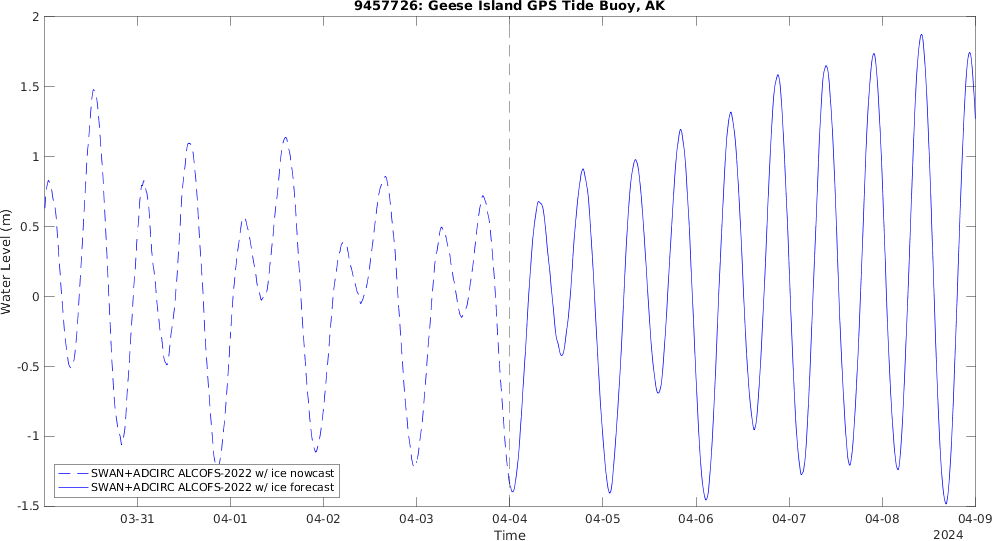 9457726: Geese Island GPS Tide Buoy, AK
2
1.5
1
0.5
0
-0.5
-1
-1.5
Water Level (m)
SWAN+ADCIRC ALCOFS-2022 w/ ice nowcast
SWAN+ADCIRC ALCOFS-2022 w/ ice forecast
03-31 04-01 04-02 04-03 04-04 04-05 04-06 04-07 04-08 04-09
Time
2024